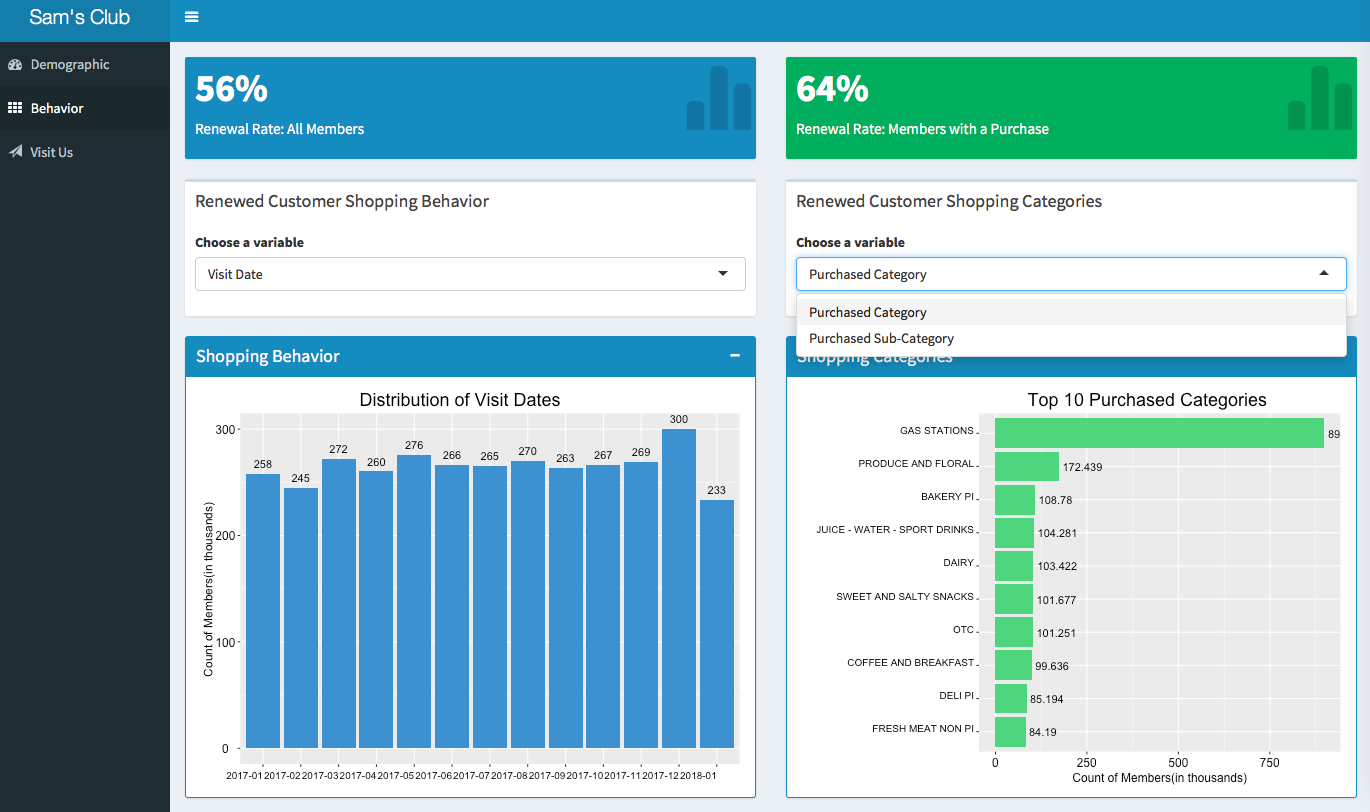 Sam's Club
Demographic
Behavior
Visit Us
56%
Renewal Rate: All Members
64%
Renewal Rate: Members with a Purchase
Renewed Customer Shopping Behavior
Choose a variable
Visit Date
Renewed Customer Shopping Categories
Choose a variable
Purchased Category
Purchased Category
Purchased Sub-Category
Shopping Behavior
Distribution of Visit Dates
Count of Members(in thousands)
300
200
100
0
258
245
272
260
276
266
265
270
263
267
269
300
233
2017-01 2017-02 2017-03 2017-04 2017-05 2017-06 2017-07 2017-08 2017-09 2017-10 2017-11 2017-12 2018-01
Shopping Categories
Top 10 Purchased Categories
GAS STATIONS 89
PRODUCE AND FLORAL 172.439
BAKERY PI 108.78
JUICE - WATER - SPORT DRINKS 104.281
DAIRY 103.422
SWEET AND SALTY SNACKS 101.677
OTC 101.251
COFFEE AND BREAKFAST 99.636
DELI PI 85.194
FRESH MEAT NON PI 84.19
0 250 500 750
Count of Members(in thousands)